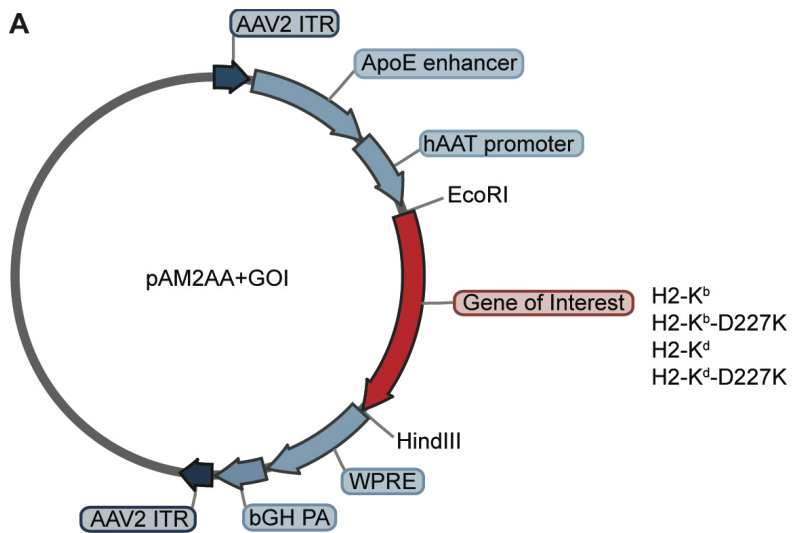 A
AAV2 ITR
ApoE enhancer
hAAT promoter
EcoRI
pAM2AA+GOI
Gene of Interest
H2-Kᵇ
H2-Kᵇ-D227K
H2-Kᵈ
H2-Kᵈ-D227K
HindIII
WPRE
bGH PA
AAV2 ITR